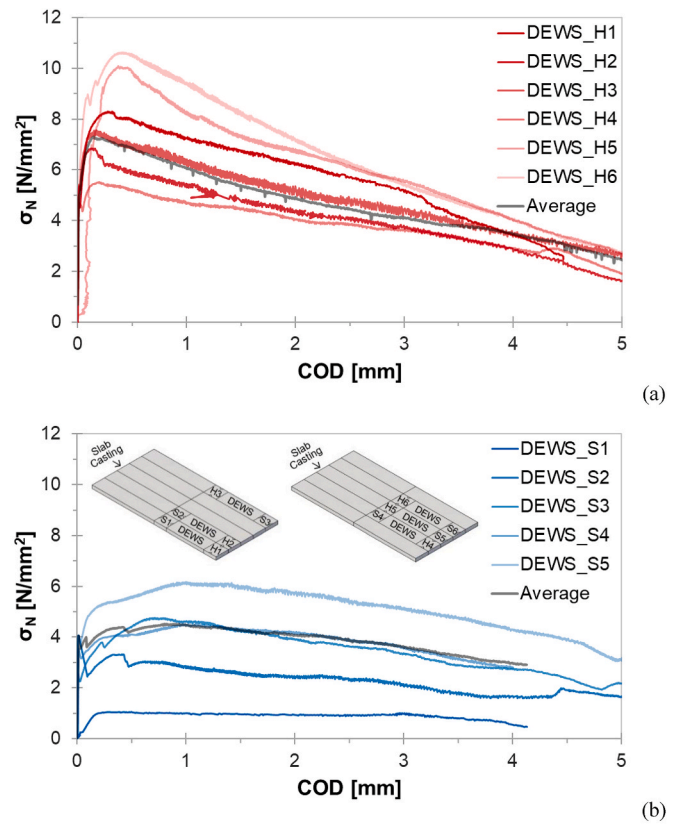 12
10
8
6
4
2
0
σN [N/mm²]
0 1 2 3 4 5
COD [mm]
DEWS_H1
DEWS_H2
DEWS_H3
DEWS_H4
DEWS_H5
DEWS_H6
Average
(a)
12
10
8
6
4
2
0
σN [N/mm²]
0 1 2 3 4 5
COD [mm]
Slab
Casting
H3 DEWS S3
S2 DEWS H2
S1 DEWS H1
Slab
Casting
H6 DEWS S6
H5 DEWS S5
S4 DEWS H4
DEWS_S1
DEWS_S2
DEWS_S3
DEWS_S4
DEWS_S5
Average
(b)